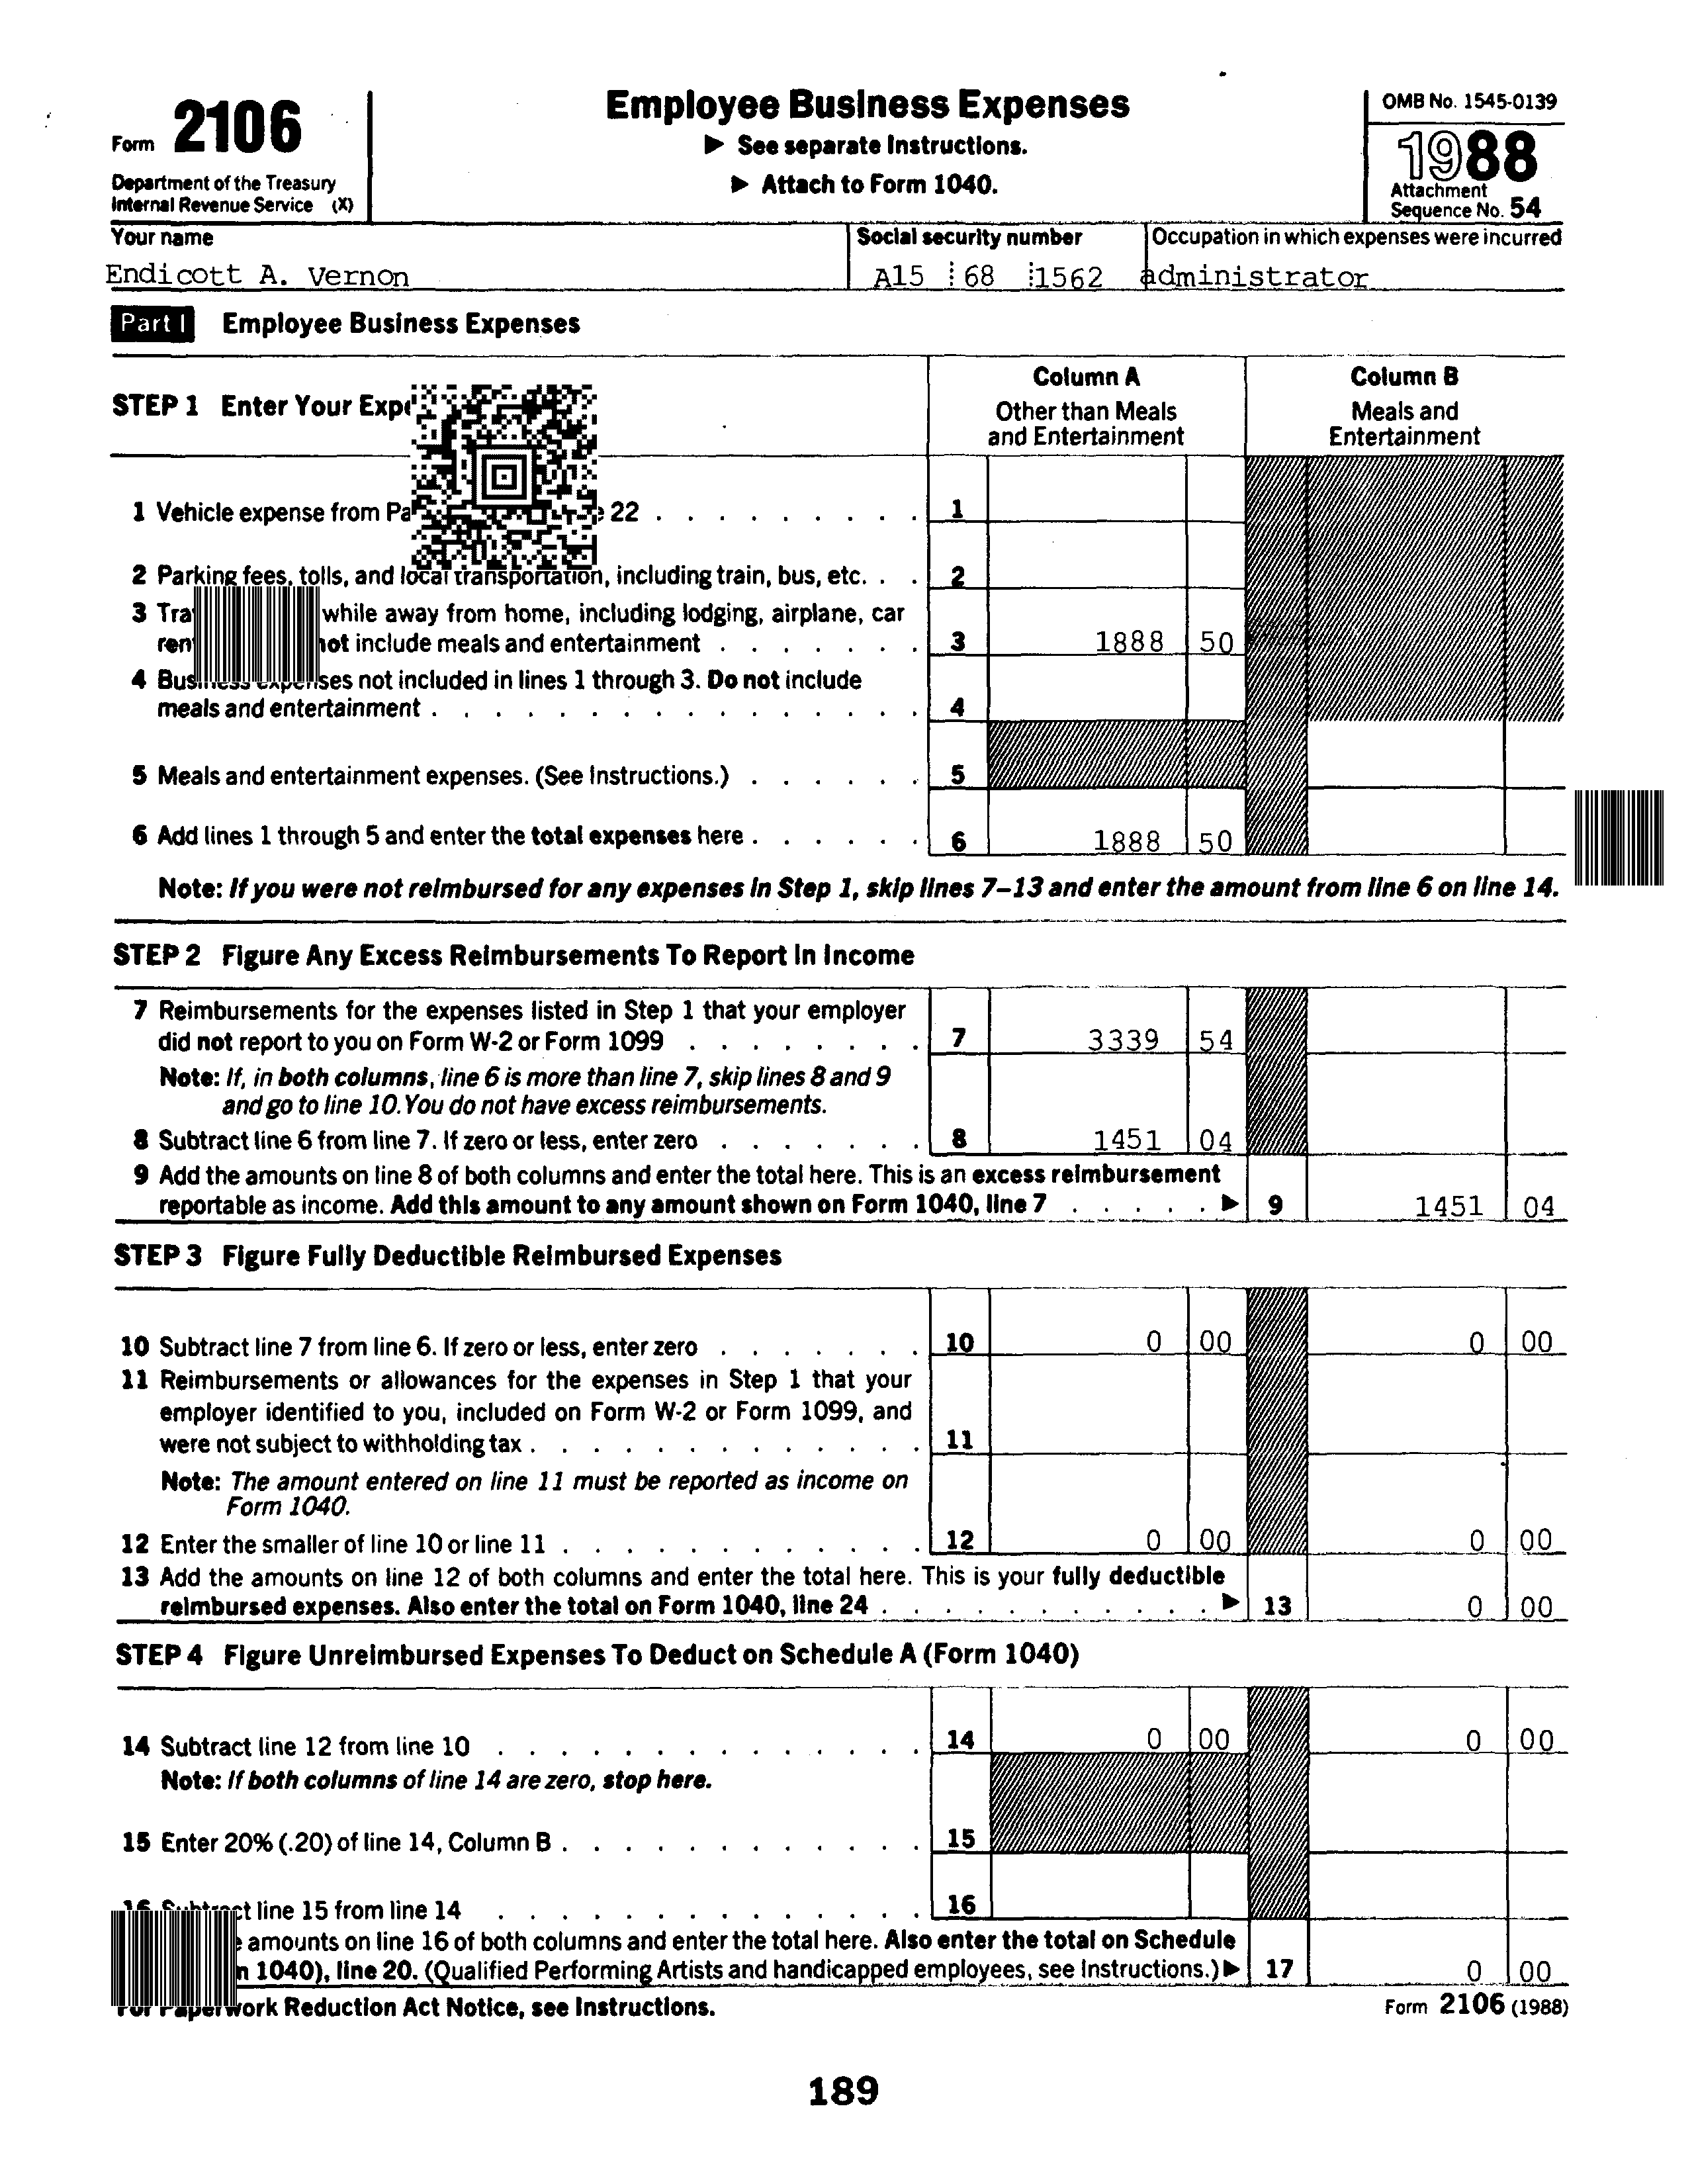 Form 2106
Department of the Treasury
Internal Revenue Service (X)
Employee Business Expenses
▶ See separate Instructions.
▶ Attach to Form 1040.
OMB No. 1545-0139
1988
Attachment
Sequence No. 54
Your name
Endicott A. Vernon
Social security number
A15 68 1562
Occupation in which expenses were incurred
administrator
Part I Employee Business Expenses
STEP 1 Enter Your
Column A
Other than Meals
and Entertainment
Column B
Meals and
Entertainment
1 Vehicle expense from 22 1
2 Parking fees, tolls, and local transportation, including train, bus, etc. 2
3 while away from home, including lodging, airplane, car
not include meals and entertainment 3 1888 50
4 Business expenses not included in lines 1 through 3. Do not include
meals and entertainment 4
5 Meals and entertainment expenses. (See Instructions.) 5
6 Add lines 1 through 5 and enter the total expenses here 6 1888 50
Note: If you were not reimbursed for any expenses in Step 1, skip lines 7–13 and enter the amount from line 6 on line 14.
STEP 2 Figure Any Excess Reimbursements To Report In Income
7 Reimbursements for the expenses listed in Step 1 that your employer
did not report to you on Form W-2 or Form 1099 7 3339 54
Note: If, in both columns, line 6 is more than line 7, skip lines 8 and 9
and go to line 10. You do not have excess reimbursements.
8 Subtract line 6 from line 7. If zero or less, enter zero 8 1451 04
9 Add the amounts on line 8 of both columns and enter the total here. This is an excess reimbursement
reportable as income. Add this amount to any amount shown on Form 1040, line 7 ▶ 9 1451 04
STEP 3 Figure Fully Deductible Reimbursed Expenses
10 Subtract line 7 from line 6. If zero or less, enter zero 10 0 00 0 00
11 Reimbursements or allowances for the expenses in Step 1 that your
employer identified to you, included on Form W-2 or Form 1099, and
were not subject to withholding tax 11
Note: The amount entered on line 11 must be reported as income on
Form 1040.
12 Enter the smaller of line 10 or line 11 12 0 00 0 00
13 Add the amounts on line 12 of both columns and enter the total here. This is your fully deductible
reimbursed expenses. Also enter the total on Form 1040, line 24 ▶ 13 0 00
STEP 4 Figure Unreimbursed Expenses To Deduct on Schedule A (Form 1040)
14 Subtract line 12 from line 10 14 0 00 0 00
Note: If both columns of line 14 are zero, stop here.
15 Enter 20% (.20) of line 14, Column B 15
16 Subtract line 15 from line 14 16
amounts on line 16 of both columns and enter the total here. Also enter the total on Schedule
1040), line 20. (Qualified Performing Artists and handicapped employees, see Instructions.) ▶ 17 0 00
For Paperwork Reduction Act Notice, see Instructions.
Form 2106 (1988)
189